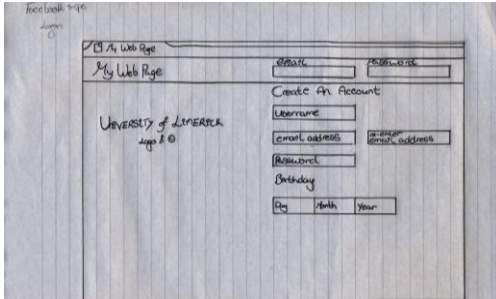 Facebook sign
Login
My Web Page
My Web Page
email
Password
Create An Account
Username
email address
re-enter
email address
Password
Birthday
Day
Month
Year
UNIVERSITY of LIMERICK
Logo & ©